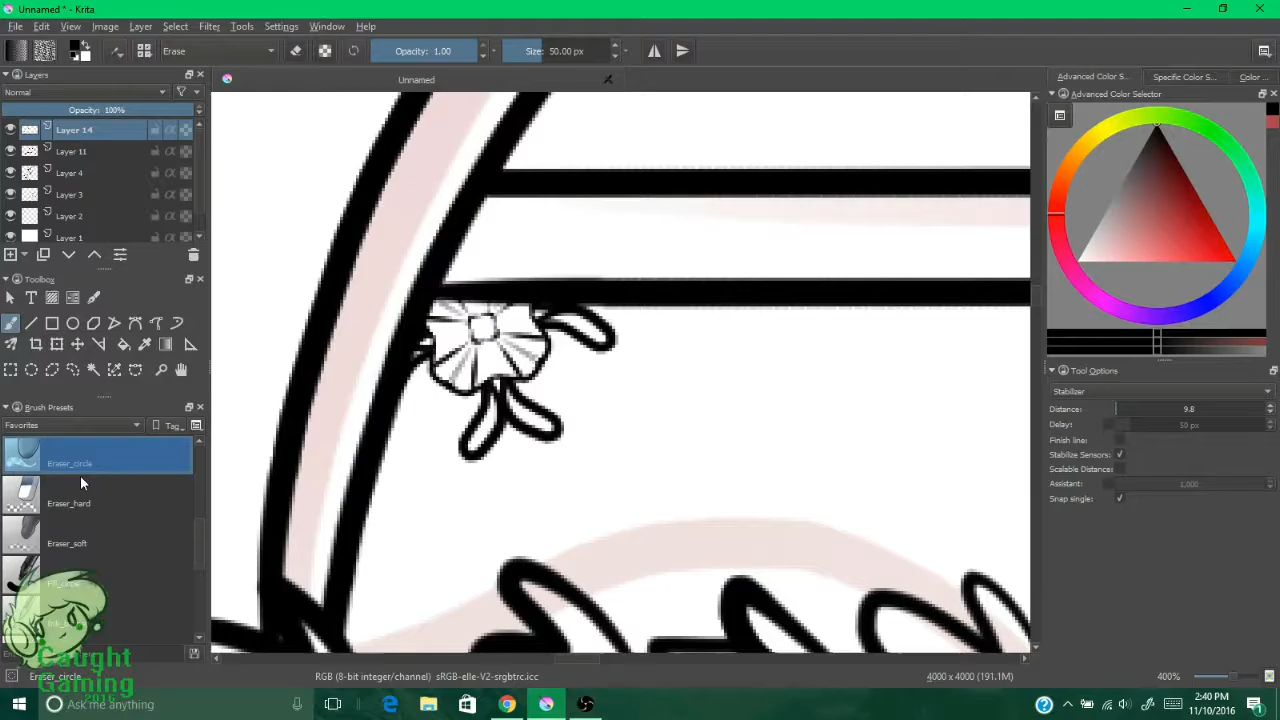 Unnamed * - Krita
File Edit View Image Layer Select Filter Tools Settings Window Help
Erase Opacity: 1.00 Size: 50.00 px
Layers
Normal
Opacity: 100%
Layer 14
Layer 11
Layer 4
Layer 3
Layer 2
Layer 1
Toolbox
Brush Presets
Favorites Tag...
Eraser_circle
Eraser_hard
Eraser_soft
Fill_circle
Caught
Gaming
2016
Unnamed
Advanced Color S... Specific Color S... Color ...
Advanced Color Selector
Tool Options
Stabilizer
Distance: 9.8
Delay: 50 px
Finish line:
Stabilize Sensors:
Scalable Distance:
Assistant: 1,000
Snap single:
Eraser_circle RGB (8-bit integer/channel) sRGB-elle-V2-srgbtrc.icc 4000 x 4000 (191.1M) 400%
Ask me anything
2:40 PM
11/10/2016